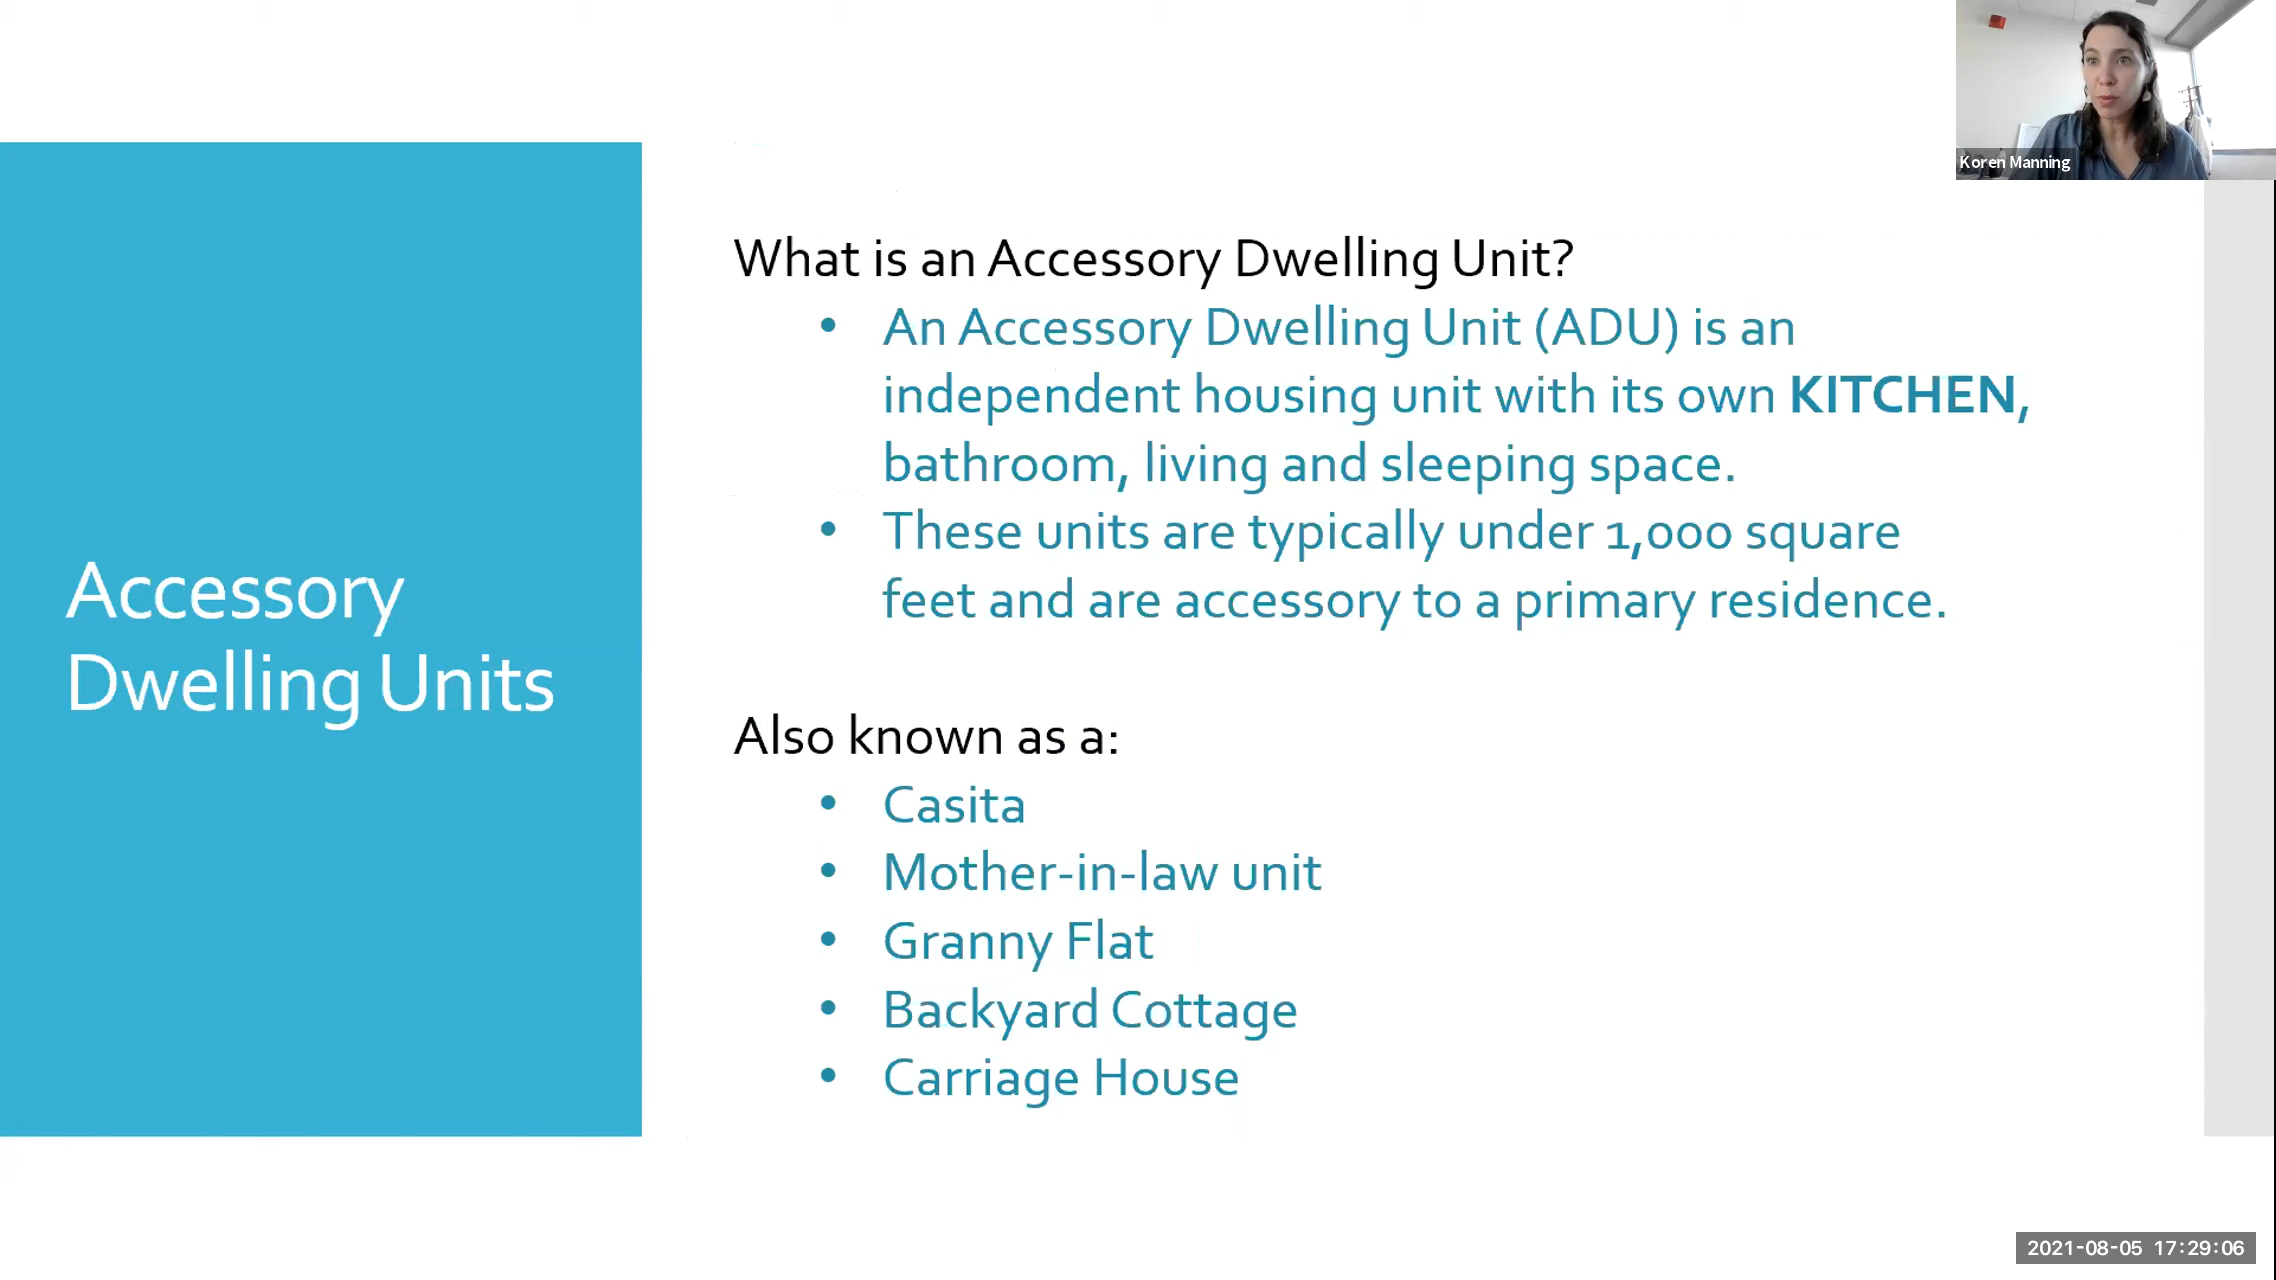 Koren Manning
Accessory
Dwelling Units
What is an Accessory Dwelling Unit?
• An Accessory Dwelling Unit (ADU) is an
independent housing unit with its own KITCHEN,
bathroom, living and sleeping space.
• These units are typically under 1,000 square
feet and are accessory to a primary residence.
Also known as a:
• Casita
• Mother-in-law unit
• Granny Flat
• Backyard Cottage
• Carriage House
2021-08-05 17:29:06